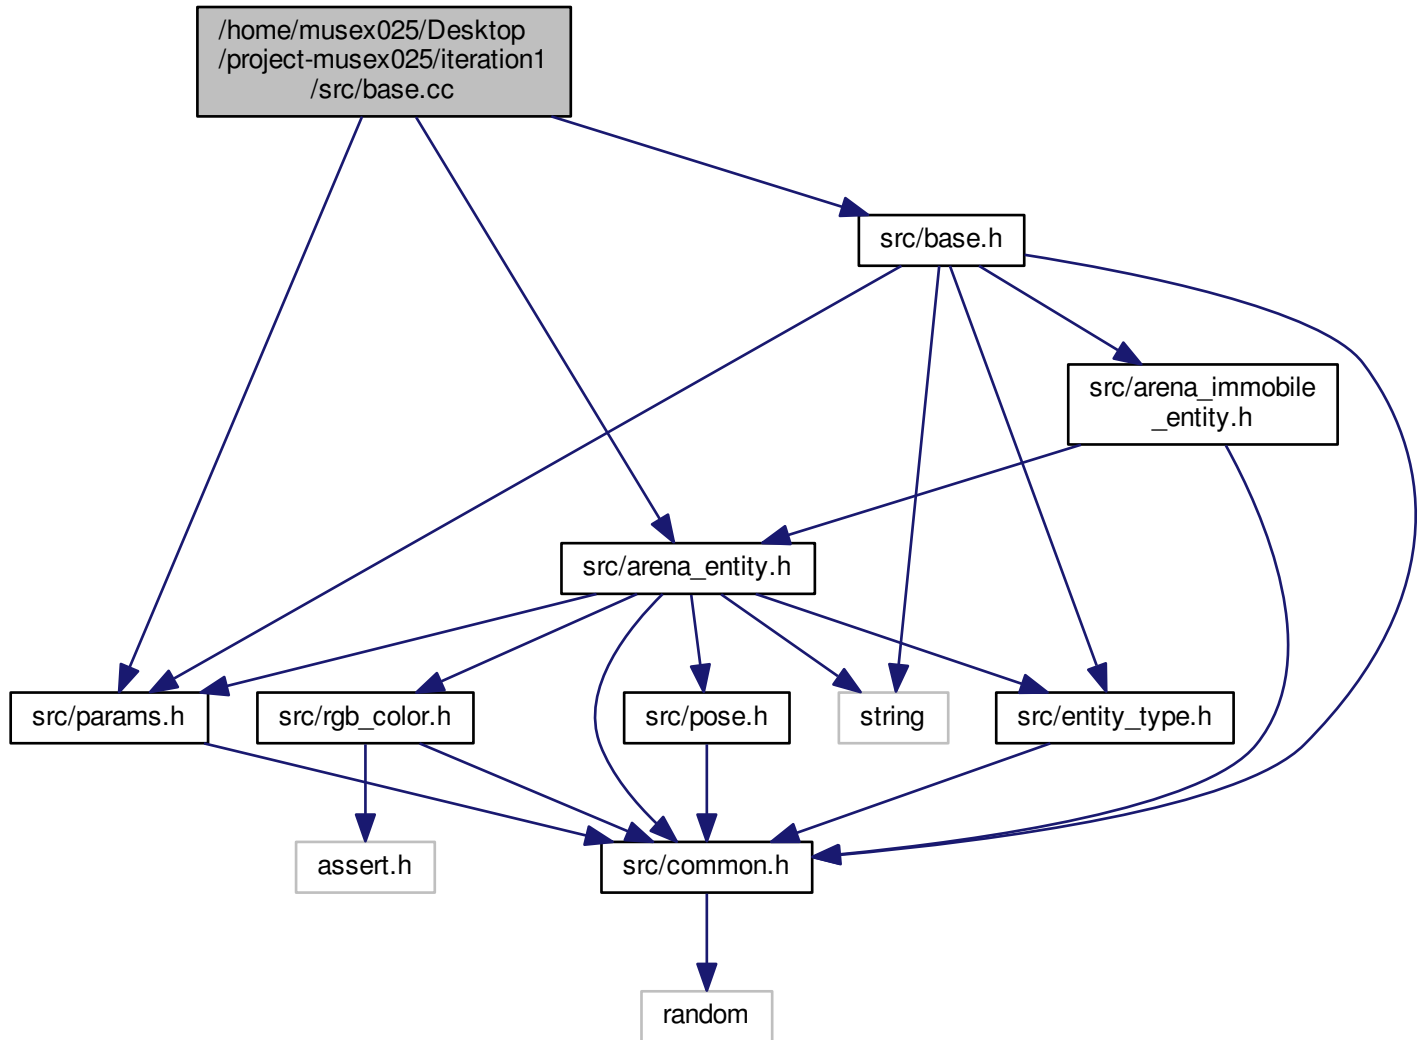 /home/musex025/Desktop
/project-musex025/iteration1
/src/base.cc
src/base.h
src/arena_immobile
_entity.h
src/arena_entity.h
src/params.h
src/rgb_color.h
src/pose.h
string
src/entity_type.h
assert.h
src/common.h
random